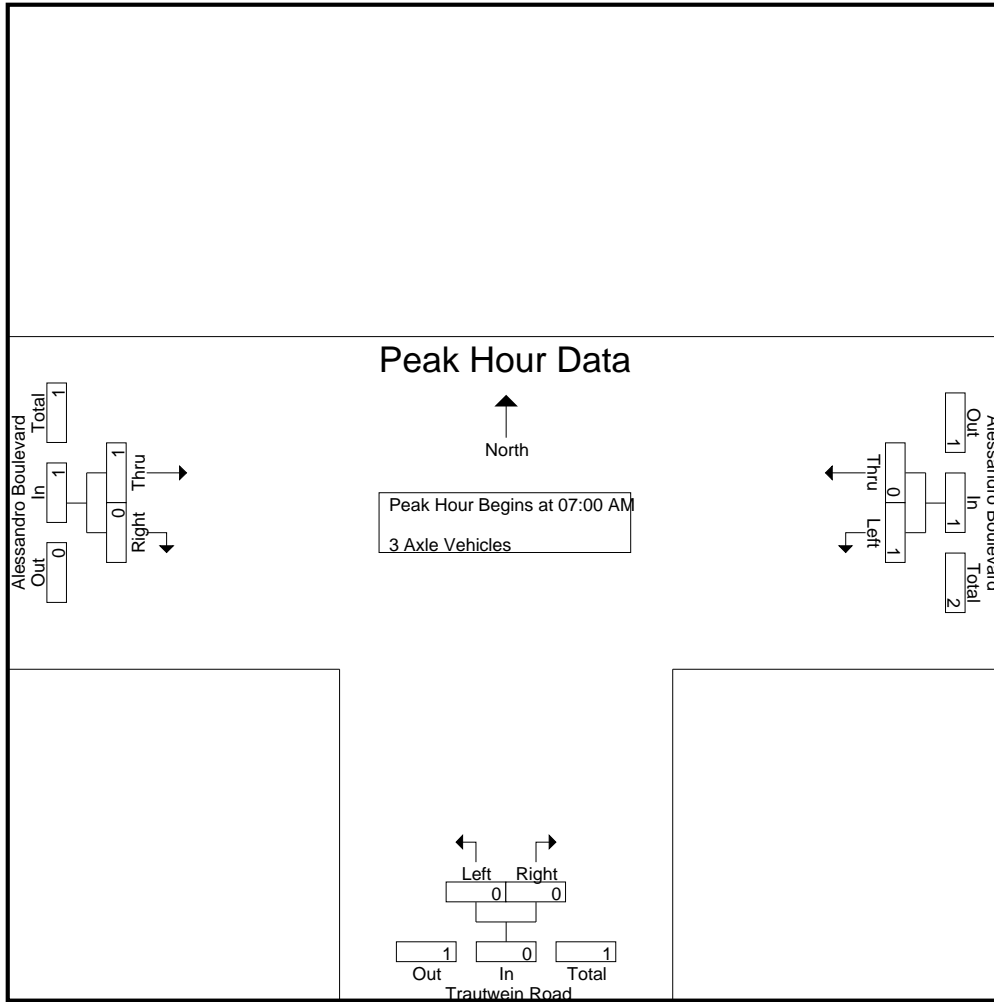 Peak Hour Data
North
Peak Hour Begins at 07:00 AM
3 Axle Vehicles
Alessandro Boulevard
Total
1
In
1
Out
0
Thru
1
Right
0
Alessandro Boulevard
Out
1
In
1
Total
2
Thru
0
Left
1
Left Right
0 0
1 0 1
Out In Total
Trautwein Road